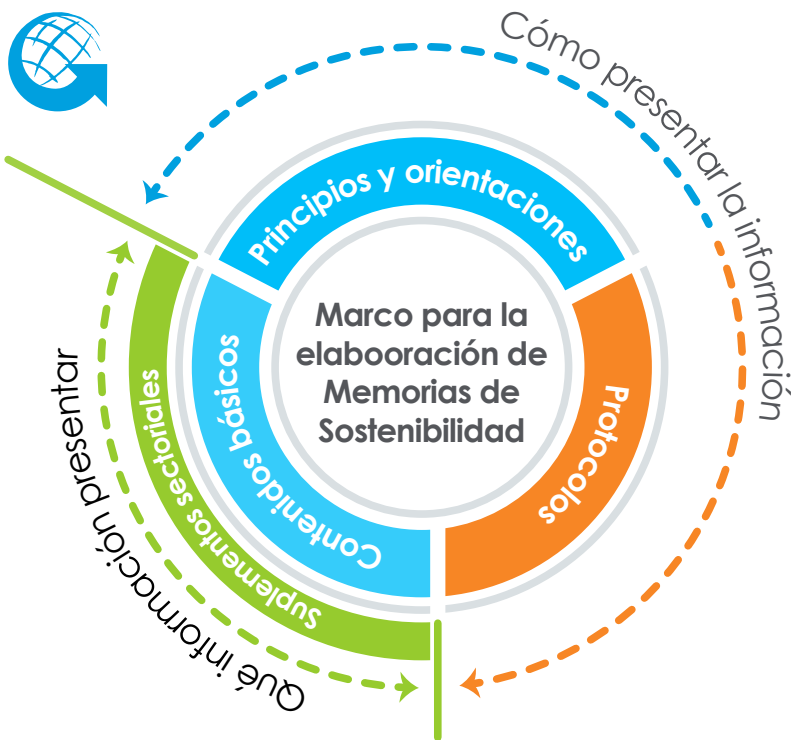 Cómo presentar la información
Principios y orientaciones
Marco para la
elabooración de
Memorias de
Sostenibilidad
Protocolos
Contenidos básicos
Suplementos sectoriales
Qué información presentar